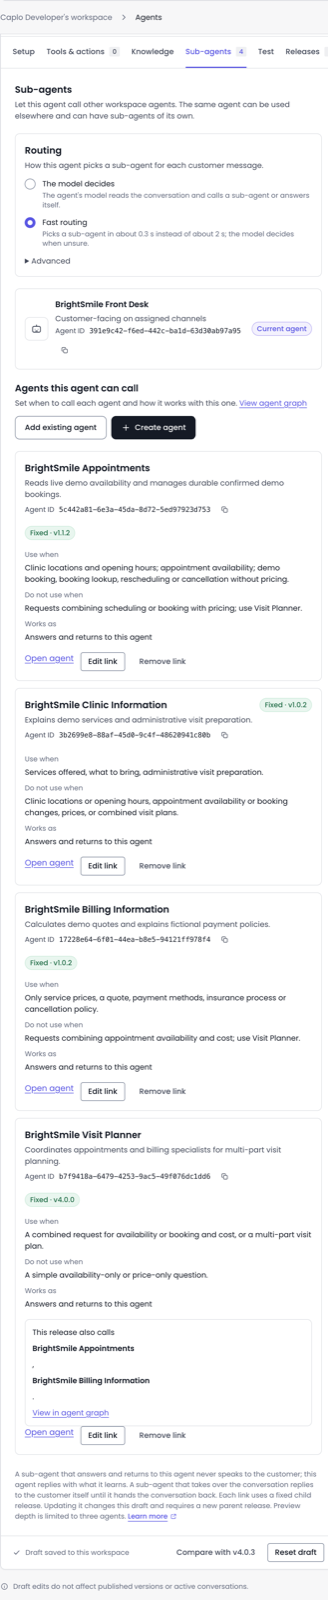 Caplo Developer's workspace > Agents
Setup Tools & actions 0 Knowledge Sub-agents 4 Test Releases
Sub-agents
Let this agent call other workspace agents. The same agent can be used
elsewhere and can have sub-agents of its own.
Routing
How this agent picks a sub-agent for each customer message.
The model decides
The agent's model reads the conversation and calls a sub-agent or answers
itself.
Fast routing
Picks a sub-agent in about 0.3 s instead of about 2 s; the model decides
when unsure.
Advanced
BrightSmile Front Desk
Customer-facing on assigned channels
Agent ID 391e9c42-f6ed-442c-ba1d-63d30ab97a95
Current agent
Agents this agent can call
Set when to call each agent and how it works with this one. View agent graph
Add existing agent + Create agent
BrightSmile Appointments
Reads live demo availability and manages durable confirmed demo
bookings.
Agent ID 5c442a81-6e3a-45da-8d72-5ed97923d753
Fixed · v1.1.2
Use when
Clinic locations and opening hours; appointment availability; demo
booking, booking lookup, rescheduling or cancellation without pricing.
Do not use when
Requests combining scheduling or booking with pricing; use Visit Planner.
Works as
Answers and returns to this agent
Open agent Edit link Remove link
BrightSmile Clinic Information Fixed · v1.0.2
Explains demo services and administrative visit preparation.
Agent ID 3b2699e8-88af-45d0-9c4f-48620941c80b
Use when
Services offered, what to bring, administrative visit preparation.
Do not use when
Clinic locations or opening hours, appointment availability or booking
changes, prices, or combined visit plans.
Works as
Answers and returns to this agent
Open agent Edit link Remove link
BrightSmile Billing Information
Calculates demo quotes and explains fictional payment policies.
Agent ID 17228e64-6f01-44ea-b8e5-94121ff978f4
Fixed · v1.0.2
Use when
Only service prices, a quote, payment methods, insurance process or
cancellation policy.
Do not use when
Requests combining appointment availability and cost; use Visit Planner.
Works as
Answers and returns to this agent
Open agent Edit link Remove link
BrightSmile Visit Planner
Coordinates appointments and billing specialists for multi-part visit
planning.
Agent ID b7f9418a-6479-4253-9ac5-49f076dc1dd6
Fixed · v4.0.0
Use when
A combined request for availability or booking and cost, or a multi-part visit
plan.
Do not use when
A simple availability-only or price-only question.
Works as
Answers and returns to this agent
This release also calls
BrightSmile Appointments
,
BrightSmile Billing Information
.
View in agent graph
Open agent Edit link Remove link
A sub-agent that answers and returns to this agent never speaks to the customer; this
agent replies with what it learns. A sub-agent that takes over the conversation replies
to the customer itself until it hands the conversation back. Each link uses a fixed child
release. Updating it changes this draft and requires a new parent release. Preview
depth is limited to three agents. Learn more
Draft saved to this workspace Compare with v4.0.3 Reset draft
Draft edits do not affect published versions or active conversations.